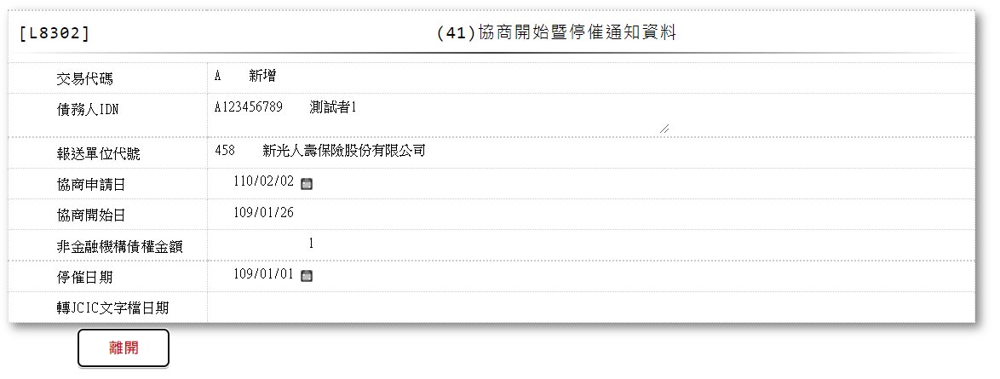 [L8302] (41)協商開始暨停催通知資料
交易代碼 A 新增
債務人IDN A123456789 測試者1
報送單位代號 458 新光人壽保險股份有限公司
協商申請日 110/02/02
協商開始日 109/01/26
非金融機構債權金額 1
停催日期 109/01/01
轉JCIC文字檔日期
離開